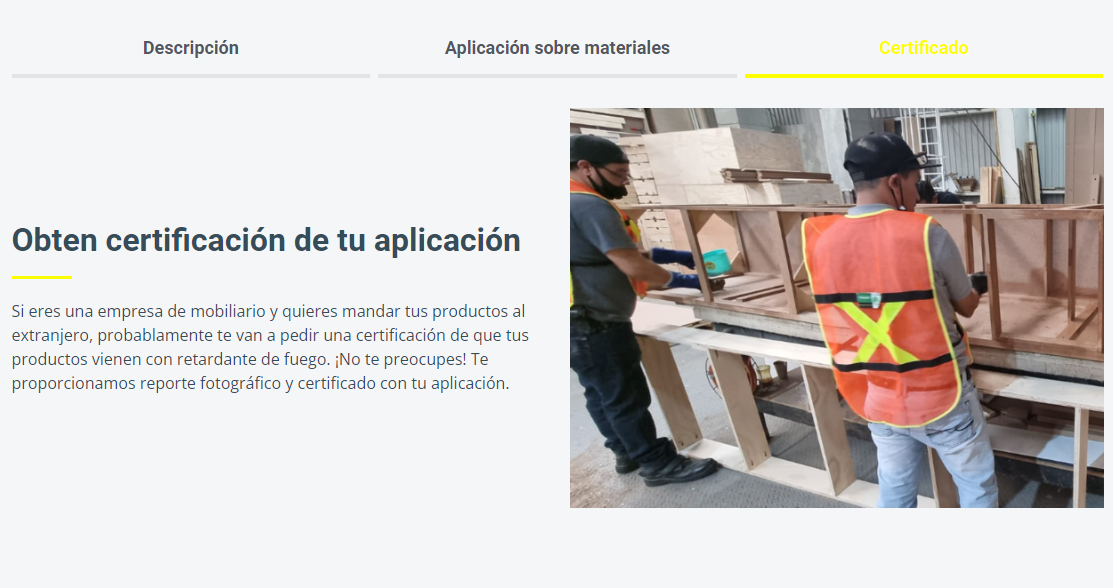 Descripción
Aplicación sobre materiales
Certificado
Obten certificación de tu aplicación
Si eres una empresa de mobiliario y quieres mandar tus productos al
extranjero, probablamente te van a pedir una certificación de que tus
productos vienen con retardante de fuego. ¡No te preocupes! Te
proporcionamos reporte fotográfico y certificado con tu aplicación.